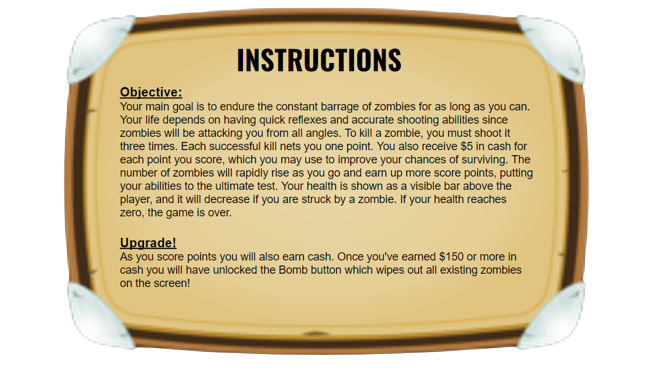 INSTRUCTIONS
Objective:
Your main goal is to endure the constant barrage of zombies for as long as you can.
Your life depends on having quick reflexes and accurate shooting abilities since
zombies will be attacking you from all angles. To kill a zombie, you must shoot it
three times. Each successful kill nets you one point. You also receive $5 in cash for
each point you score, which you may use to improve your chances of surviving. The
number of zombies will rapidly rise as you go and earn up more score points, putting
your abilities to the ultimate test. Your health is shown as a visible bar above the
player, and it will decrease if you are struck by a zombie. If your health reaches
zero, the game is over.
Upgrade!
As you score points you will also earn cash. Once you've earned $150 or more in
cash you will have unlocked the Bomb button which wipes out all existing zombies
on the screen!